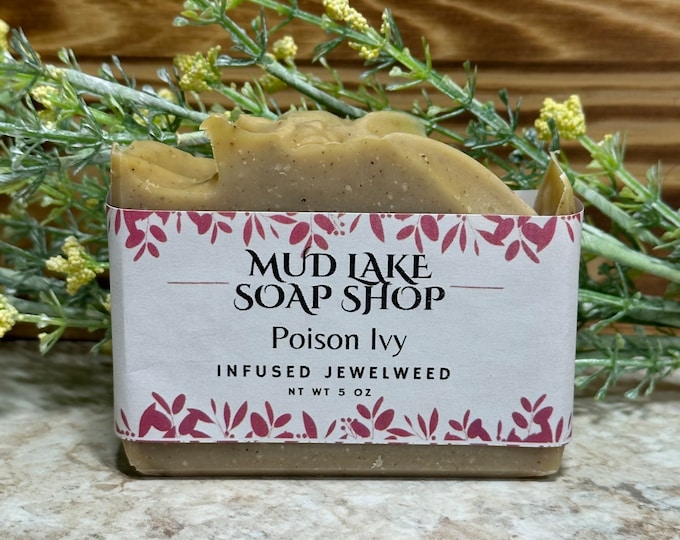 MUD LAKE
SOAP SHOP
Poison Ivy
INFUSED JEWELWEED
NT WT 5 OZ